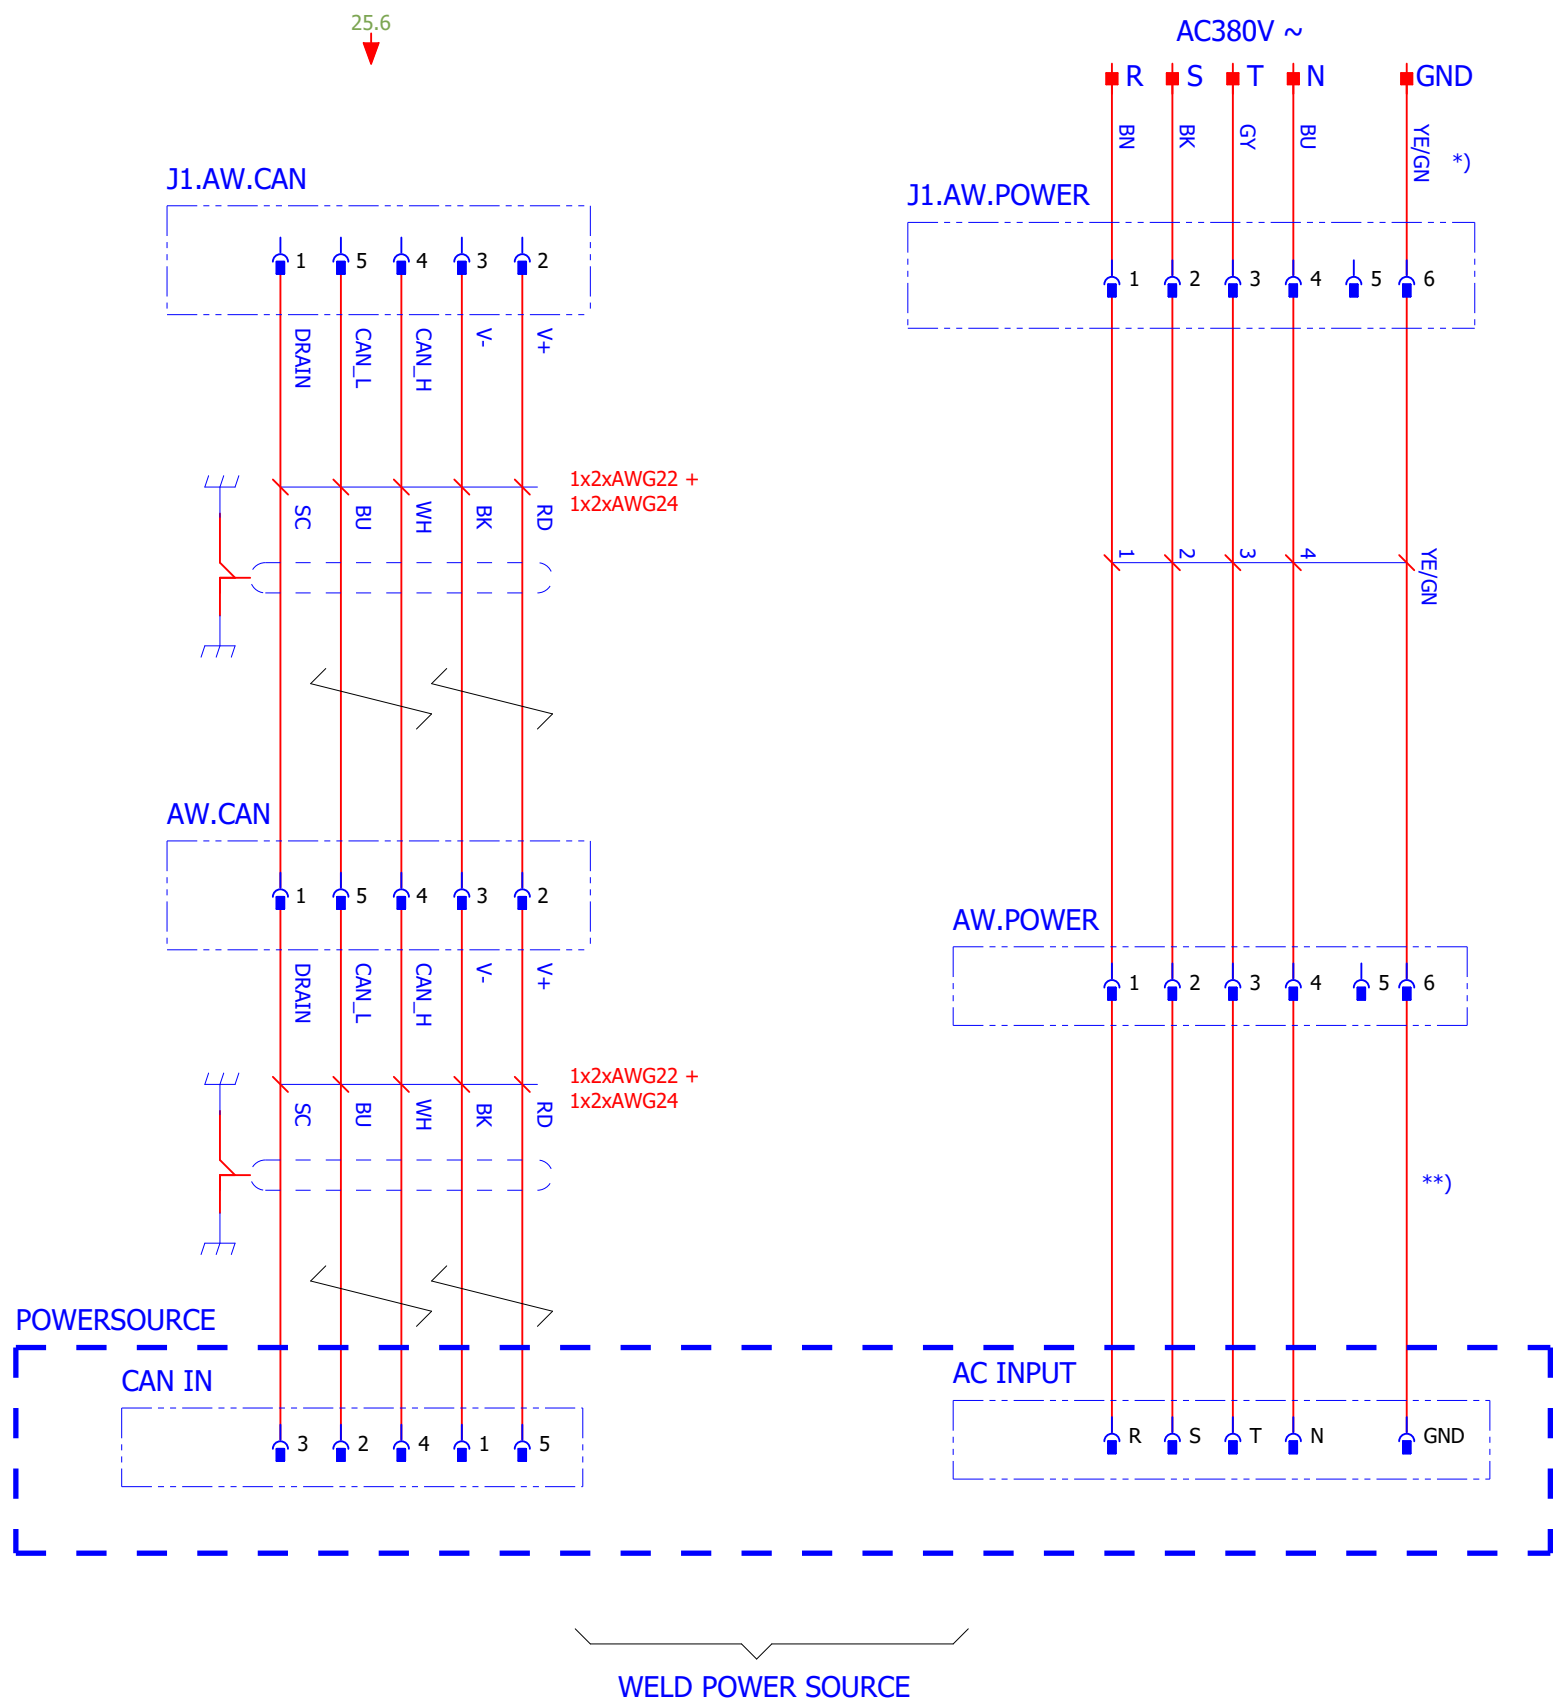 25.6
AC380V ~
R S T N GND
BN BK GY BU YE/GN *)
J1.AW.CAN
J1.AW.POWER
1 5 4 3 2
1 2 3 4 5 6
DRAIN CAN_L CAN_H V- V+
1x2xAWG22 +
1x2xAWG24
SC BU WH BK RD
1 2 3 4 YE/GN
AW.CAN
1 5 4 3 2
AW.POWER
1 2 3 4 5 6
DRAIN CAN_L CAN_H V- V+
1x2xAWG22 +
1x2xAWG24
SC BU WH BK RD
**)
POWERSOURCE
CAN IN
AC INPUT
3 2 4 1 5
R S T N GND
WELD POWER SOURCE